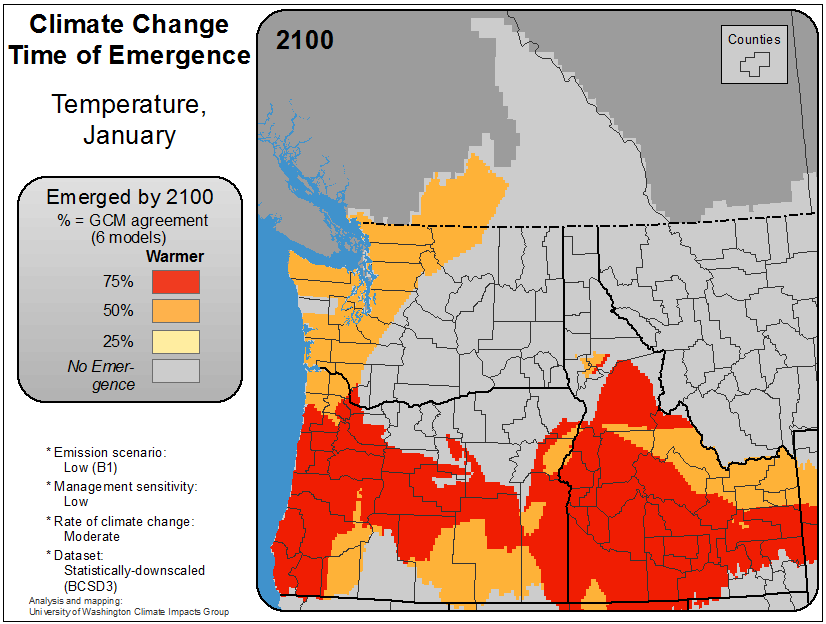 Climate Change
Time of Emergence
Temperature,
January
Emerged by 2100
% = GCM agreement
(6 models)
Warmer
75%
50%
25%
No Emer-
gence
* Emission scenario:
Low (B1)
* Management sensitivity:
Low
* Rate of climate change:
Moderate
* Dataset:
Statistically-downscaled
(BCSD3)
Analysis and mapping:
University of Washington Climate Impacts Group
2100
Counties